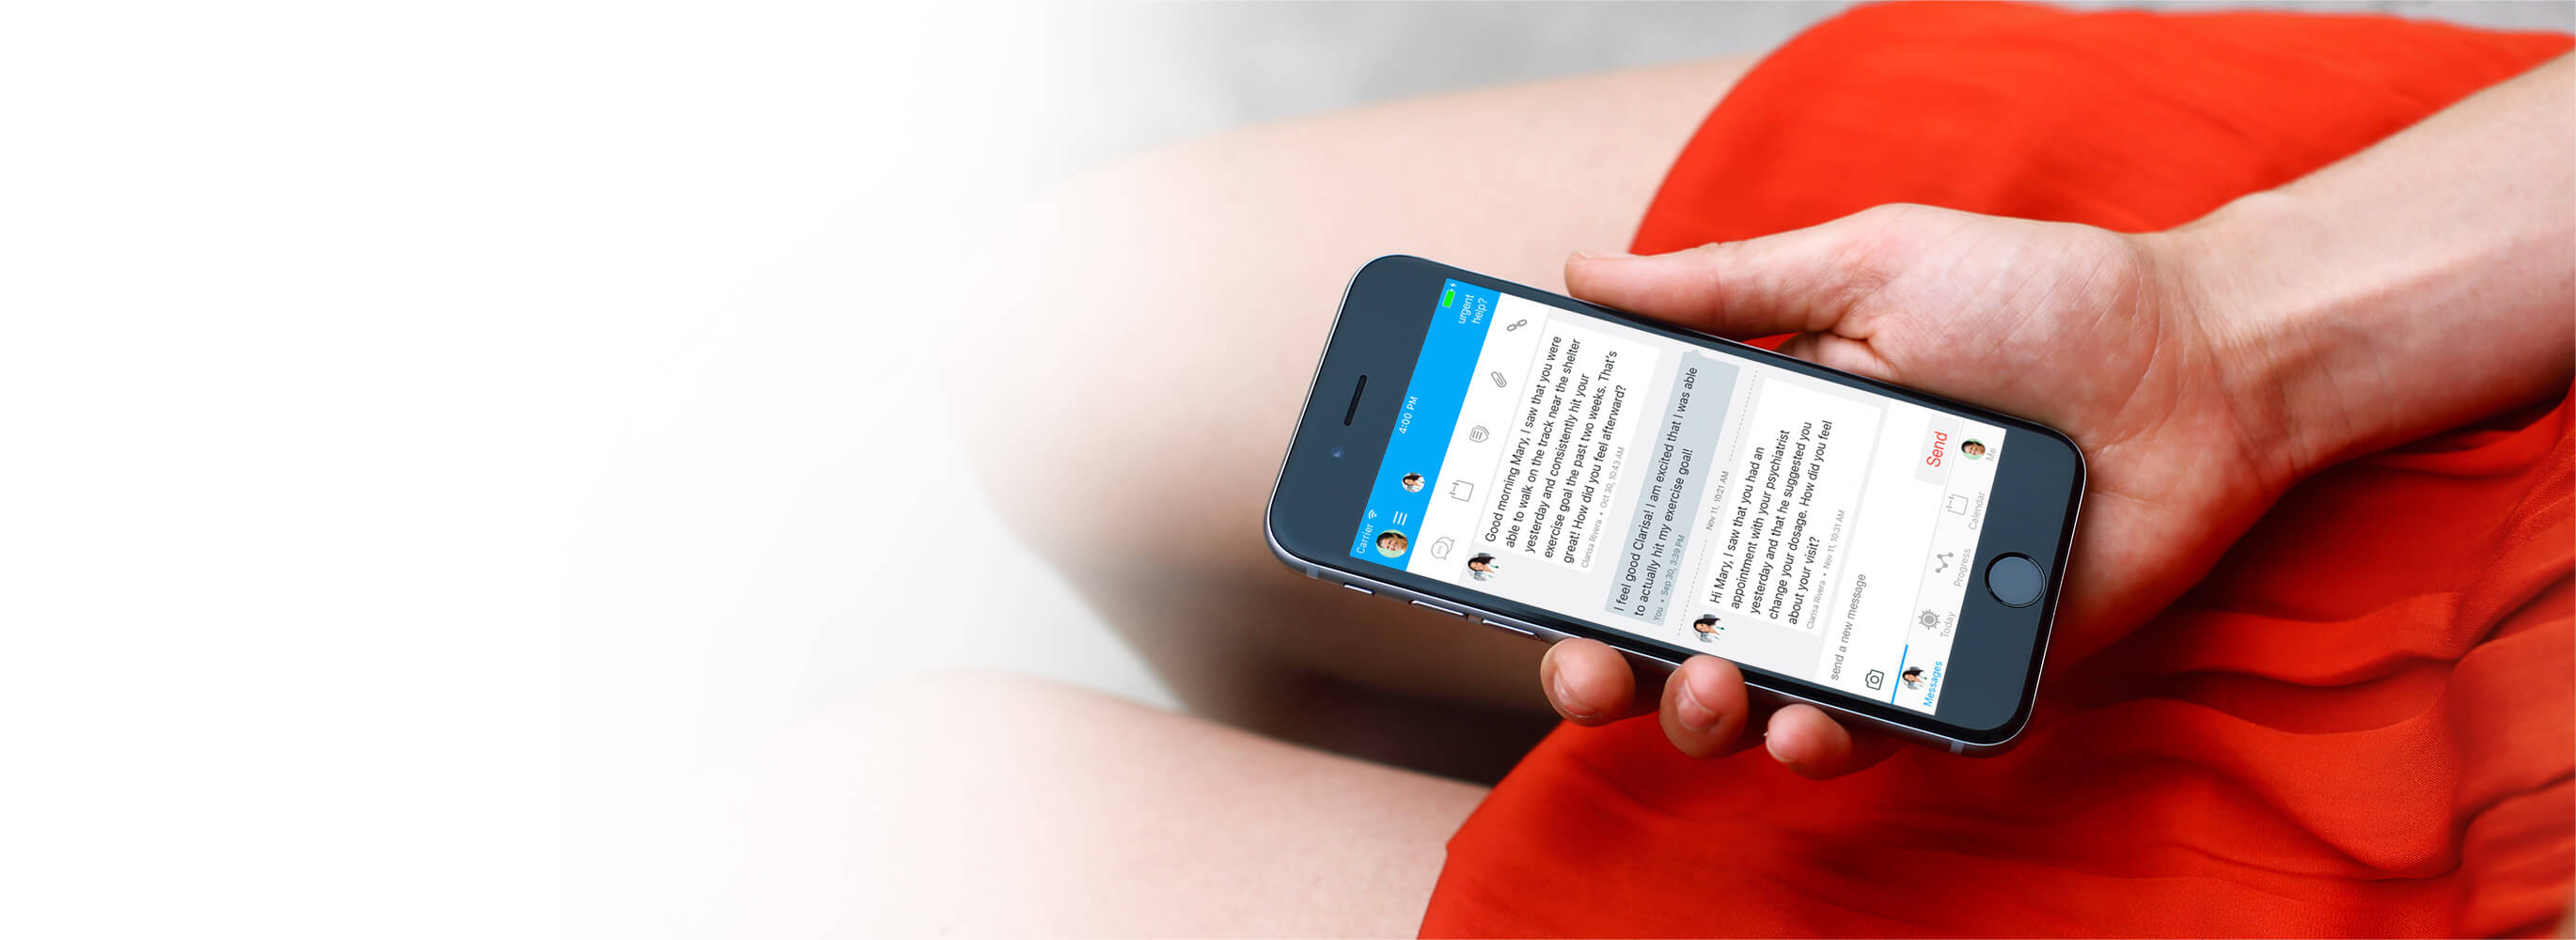 Carrier 4:00 PM
urgent
help?
Good morning Mary, I saw that you were
able to walk on the track near the shelter
yesterday and consistently hit your
exercise goal the past two weeks. That's
great! How did you feel afterward?
Clarisa Rivera • Oct 30, 10:43 AM
I feel good Clarisa! I am excited that I was able
to actually hit my exercise goal!
You • Sep 30, 3:39 PM
Nov 11, 10:21 AM
Hi Mary, I saw that you had an
appointment with your psychiatrist
yesterday and that he suggested you
change your dosage. How did you feel
about your visit?
Clarisa Rivera • Nov 11, 10:31 AM
send a new message
Send
Messages Today Progress Calendar Me